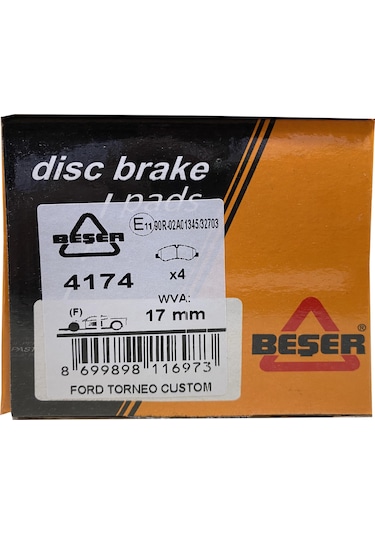 BEŞER
disc brake
pads
BEŞER
E11,90R-02A01345/32703
4174
x4
WVA:
(F)
17 mm
8 699898 116973
FORD TORNEO CUSTOM
BEŞER®